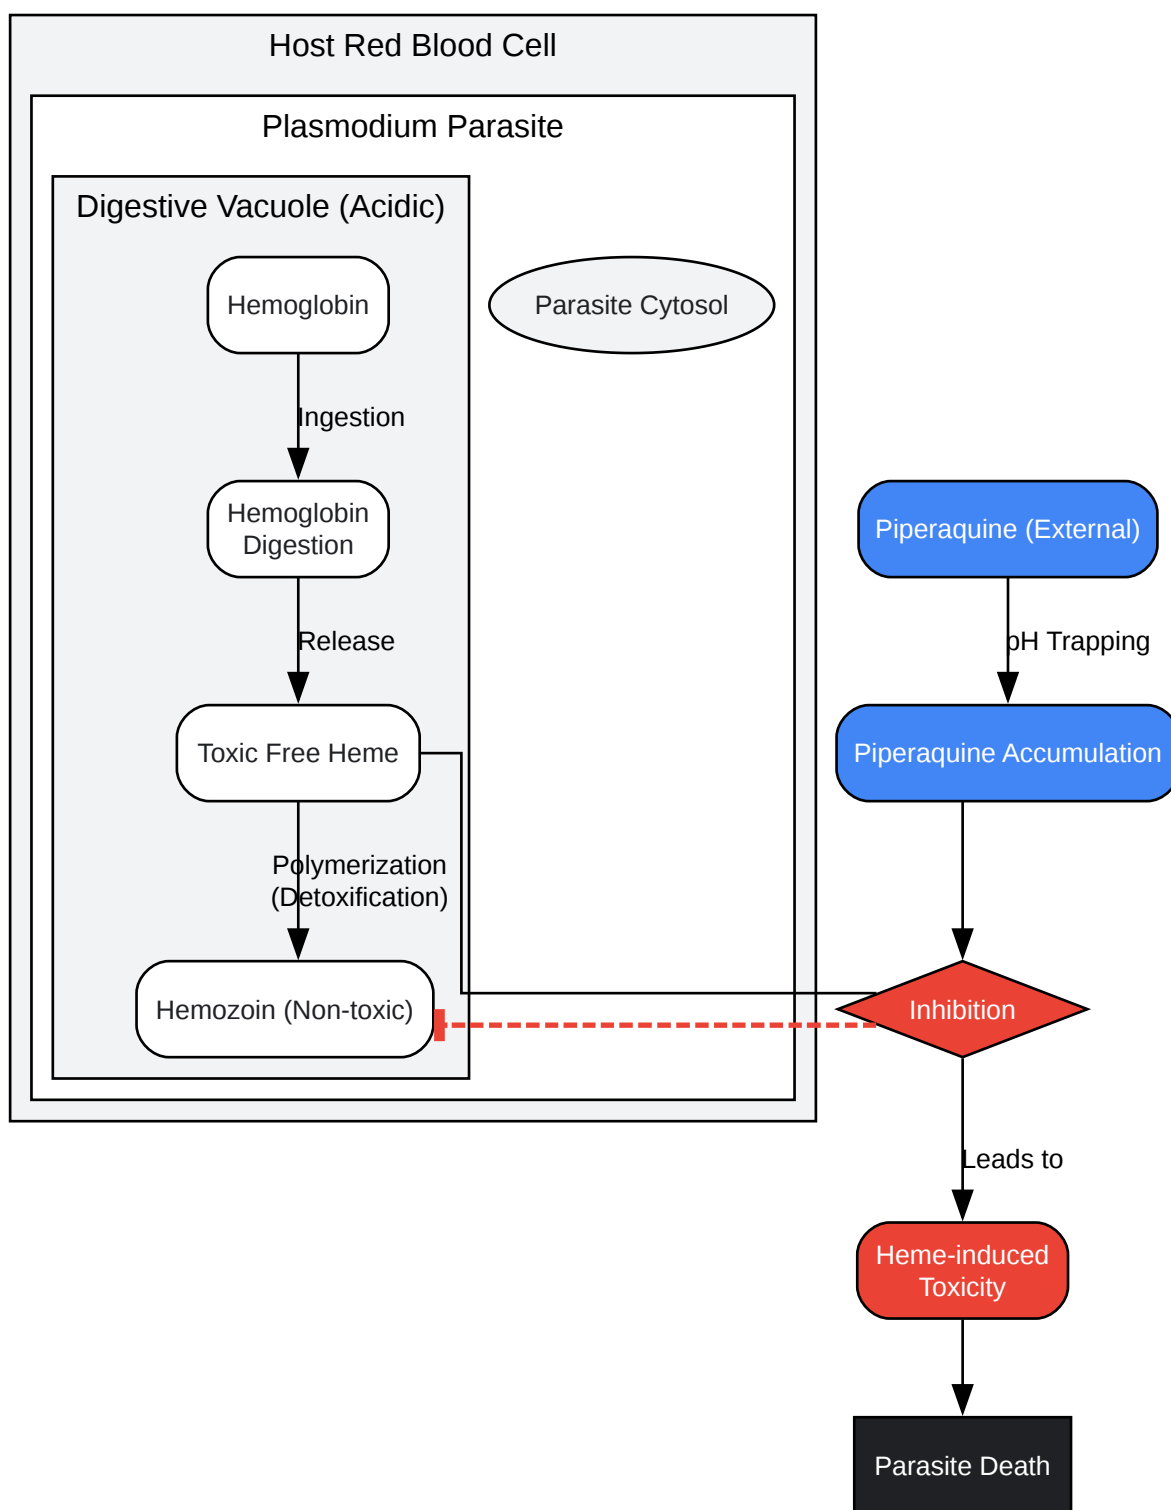 Host Red Blood Cell
Plasmodium Parasite
Digestive Vacuole (Acidic)
Hemoglobin
Parasite Cytosol
Ingestion
Hemoglobin
Digestion
Piperaquine (External)
Release
pH Trapping
Toxic Free Heme
Piperaquine Accumulation
Polymerization
(Detoxification)
Hemozoin (Non-toxic)
Inhibition
Leads to
Heme-induced
Toxicity
Parasite Death